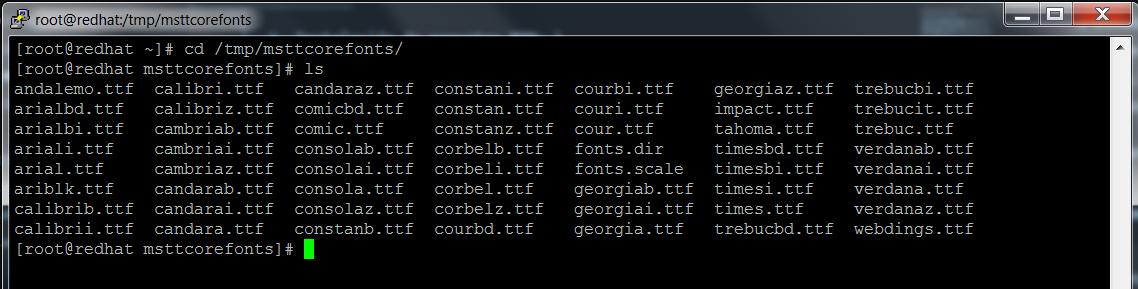 root@redhat:/tmp/msttcorefonts
[root@redhat ~]# cd /tmp/msttcorefonts/
[root@redhat msttcorefonts]# ls
andalemo.ttf  calibri.ttf   candaraz.ttf  constani.ttf  courbi.ttf    georgiaz.ttf  trebucbi.ttf
arialbd.ttf   calibriz.ttf  comicbd.ttf   constan.ttf   couri.ttf     impact.ttf    trebucit.ttf
arialbi.ttf   cambriab.ttf  comic.ttf     constanz.ttf  cour.ttf      tahoma.ttf    trebuc.ttf
ariali.ttf    cambriai.ttf  consolab.ttf  corbelb.ttf   fonts.dir     timesbd.ttf   verdanab.ttf
arial.ttf     cambriaz.ttf  consolai.ttf  corbeli.ttf   fonts.scale   timesbi.ttf   verdanai.ttf
ariblk.ttf    candarab.ttf  consola.ttf   corbel.ttf    georgiab.ttf  timesi.ttf    verdana.ttf
calibrib.ttf  candarai.ttf  consolaz.ttf  corbelz.ttf   georgiai.ttf  times.ttf     verdanaz.ttf
calibrii.ttf  candara.ttf   constanb.ttf  courbd.ttf    georgia.ttf   trebucbd.ttf  webdings.ttf
[root@redhat msttcorefonts]#